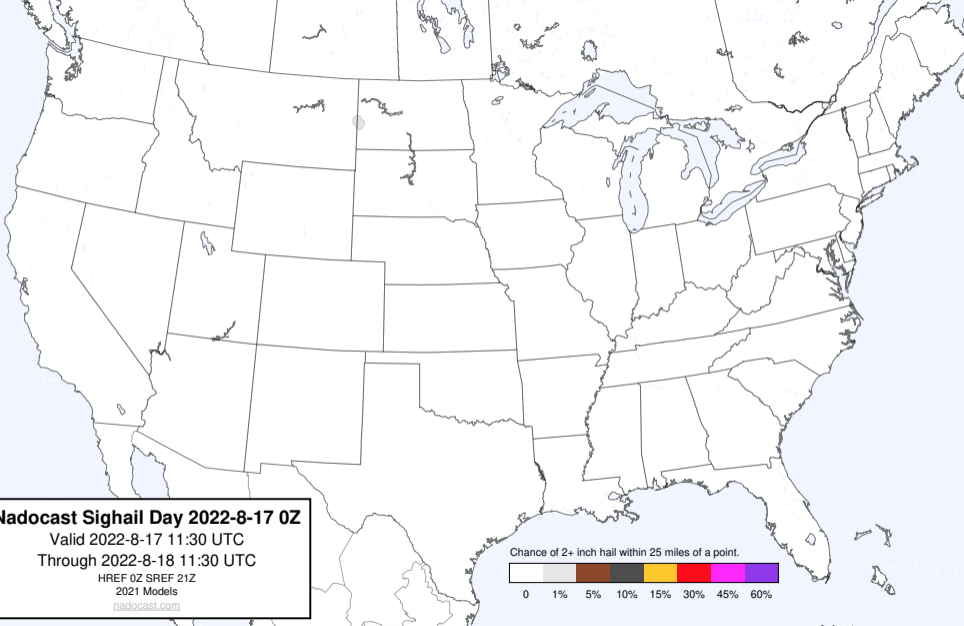 Nadocast Sighail Day 2022-8-17 0Z
Valid 2022-8-17 11:30 UTC
Through 2022-8-18 11:30 UTC
HREF 0Z SREF 21Z
2021 Models
nadocast.com
Chance of 2+ inch hail within 25 miles of a point.
0 1% 5% 10% 15% 30% 45% 60%